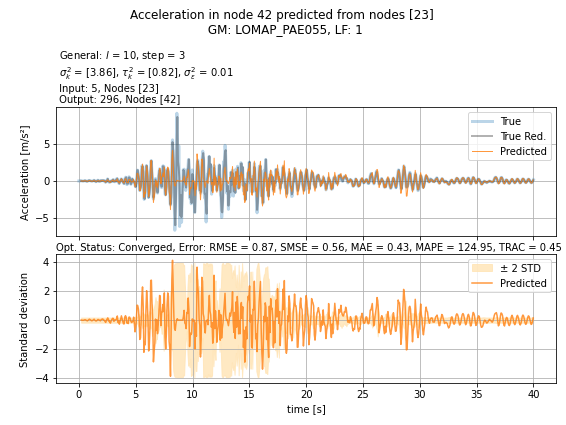 Acceleration in node 42 predicted from nodes [23]
GM: LOMAP_PAE055, LF: 1
General: l = 10, step = 3
σ²ₖ = [3.86], τ²ₖ = [0.82], σ²ε = 0.01
Input: 5, Nodes [23]
Output: 296, Nodes [42]
Acceleration [m/s²]
5
0
−5
True
True Red.
Predicted
Opt. Status: Converged, Error: RMSE = 0.87, SMSE = 0.56, MAE = 0.43, MAPE = 124.95, TRAC = 0.45
Standard deviation
4
2
0
−2
−4
± 2 STD
Predicted
0 5 10 15 20 25 30 35 40
time [s]